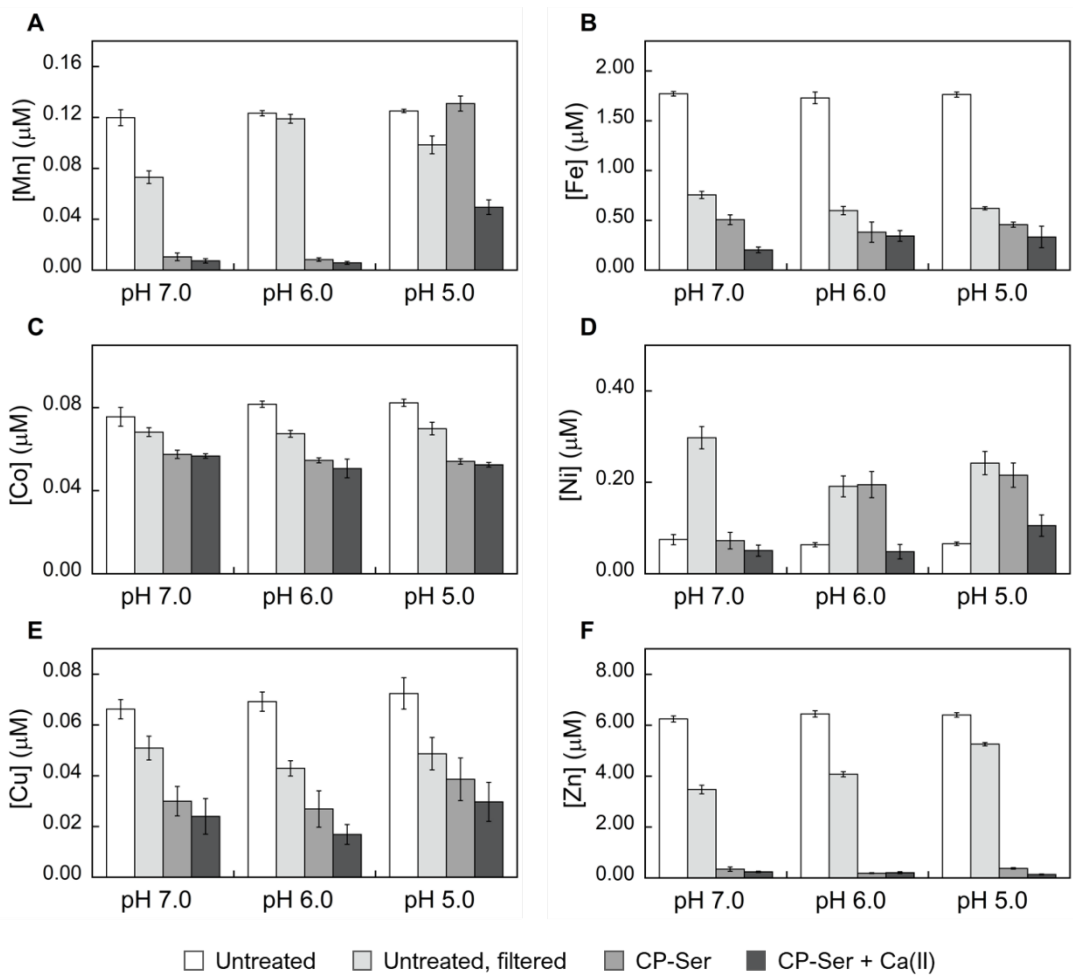 A
[Mn] (μM)
0.16
0.12
0.08
0.04
0.00
pH 7.0 pH 6.0 pH 5.0
B
[Fe] (μM)
2.00
1.50
1.00
0.50
0.00
pH 7.0 pH 6.0 pH 5.0
C
[Co] (μM)
0.08
0.04
0.00
pH 7.0 pH 6.0 pH 5.0
D
[Ni] (μM)
0.40
0.20
0.00
pH 7.0 pH 6.0 pH 5.0
E
[Cu] (μM)
0.08
0.06
0.04
0.02
0.00
pH 7.0 pH 6.0 pH 5.0
F
[Zn] (μM)
8.00
6.00
4.00
2.00
0.00
pH 7.0 pH 6.0 pH 5.0
Untreated Untreated, filtered CP-Ser CP-Ser + Ca(II)